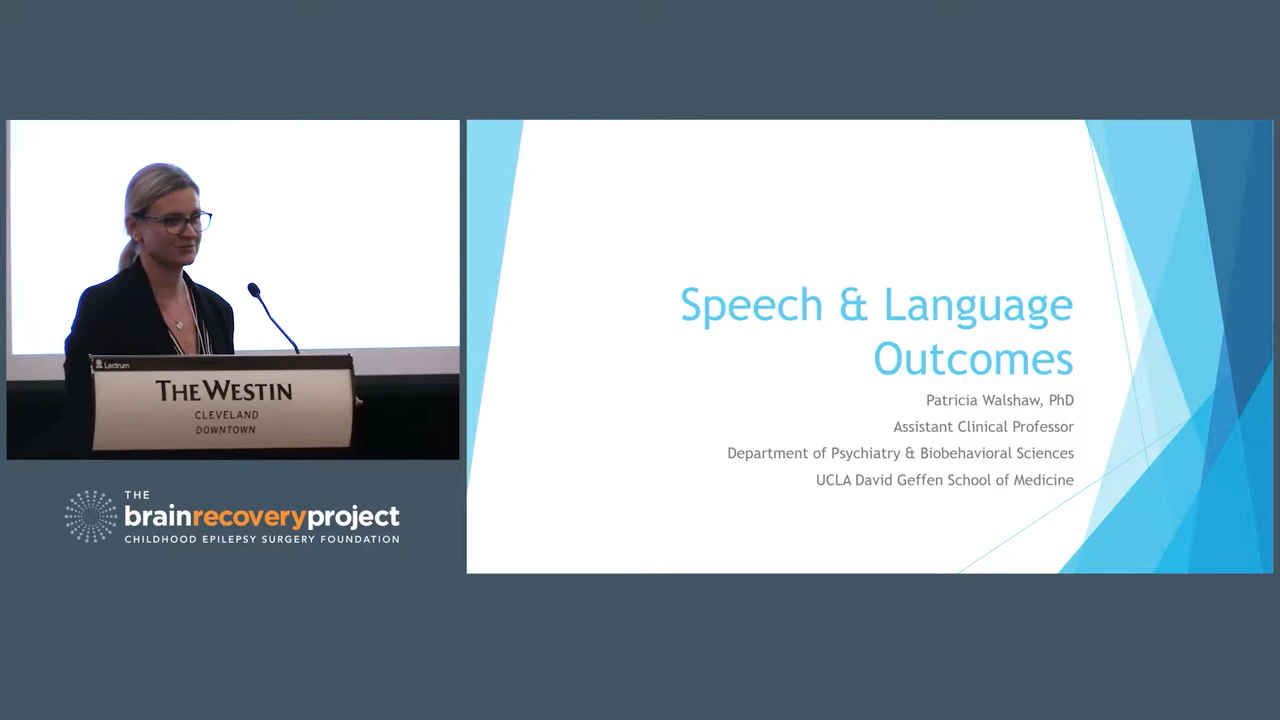 Lectrum
THE WESTIN
CLEVELAND
DOWNTOWN
THE
brainrecoveryproject
CHILDHOOD EPILEPSY SURGERY FOUNDATION
Speech & Language
Outcomes
Patricia Walshaw, PhD
Assistant Clinical Professor
Department of Psychiatry & Biobehavioral Sciences
UCLA David Geffen School of Medicine